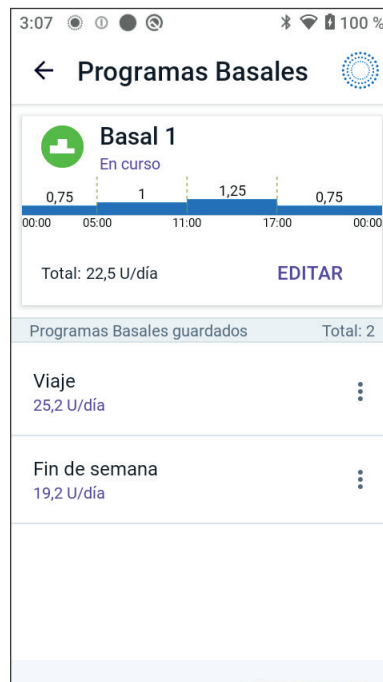 3:07 100 %
Programas Basales
Basal 1
En curso
0,75 1 1,25 0,75
00:00 05:00 11:00 17:00 00:00
Total: 22,5 U/día EDITAR
Programas Basales guardados Total: 2
Viaje
25,2 U/día
Fin de semana
19,2 U/día